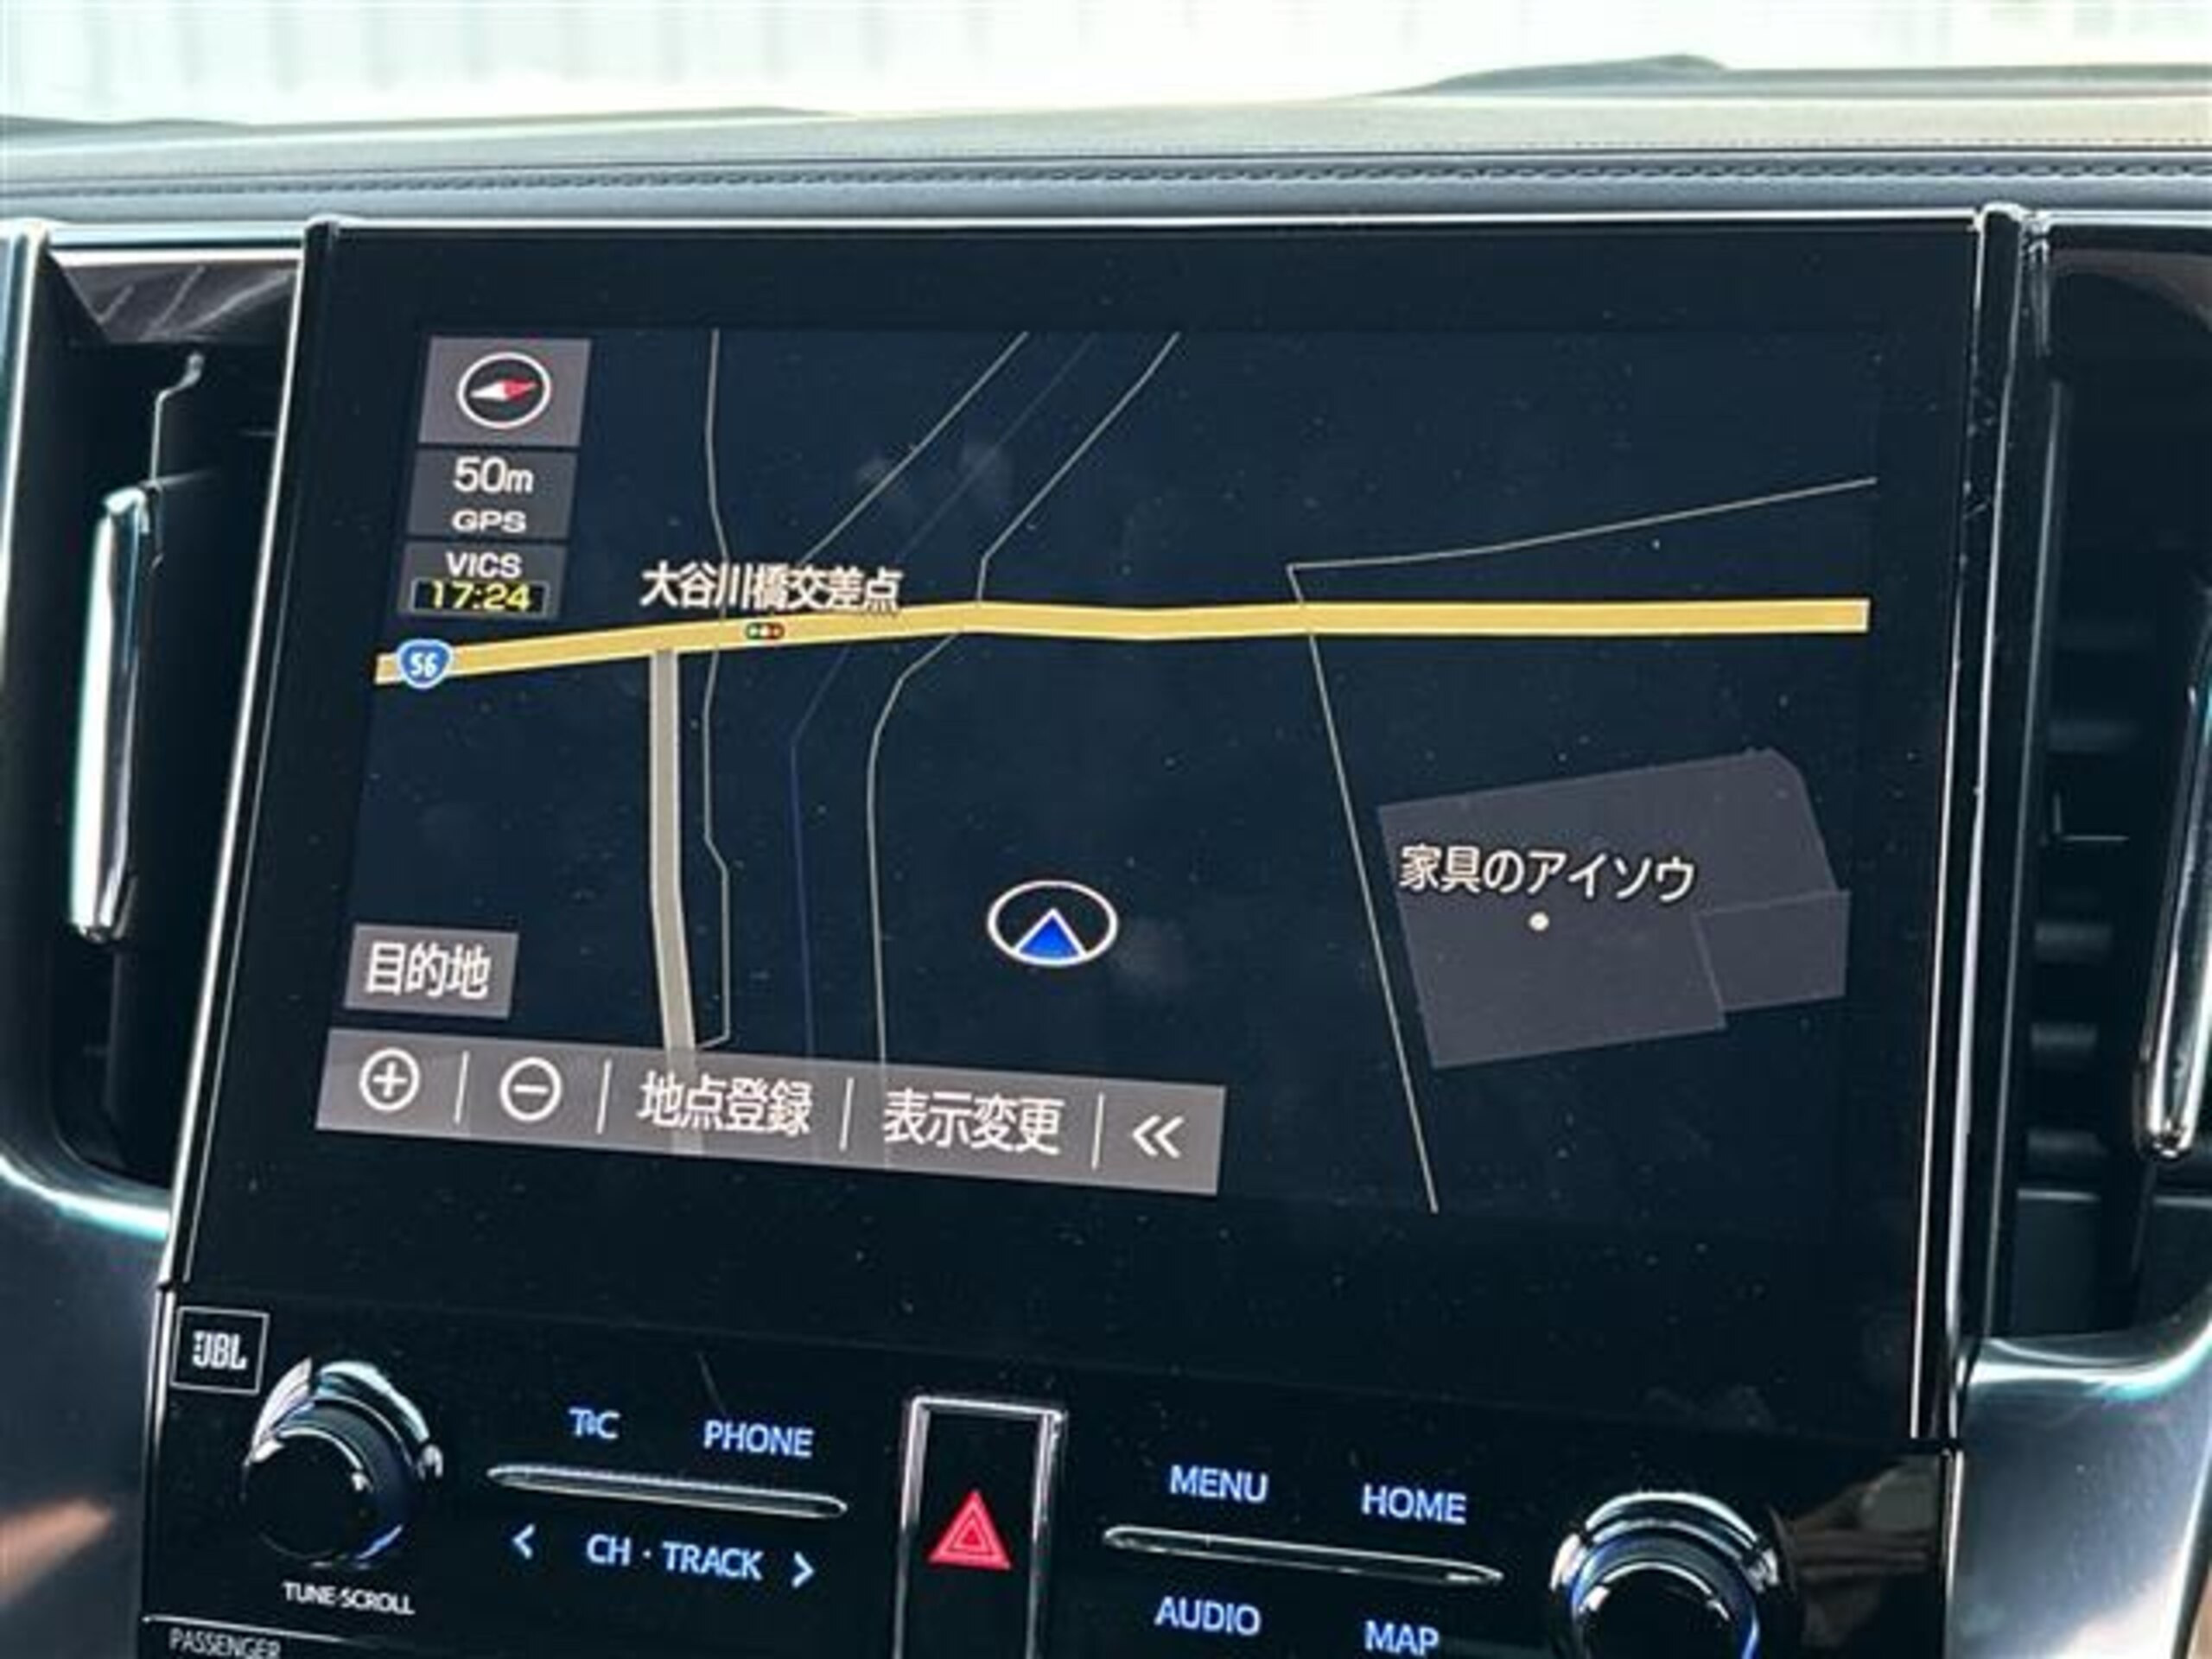 50m
GPS
VICS
17:24
大谷川橋交差点
56
家具のアイソウ
目的地
地点登録
表示変更
JBL
T·C PHONE
MENU HOME
CH · TRACK
TUNE·SCROLL
AUDIO MAP
PASSENGER